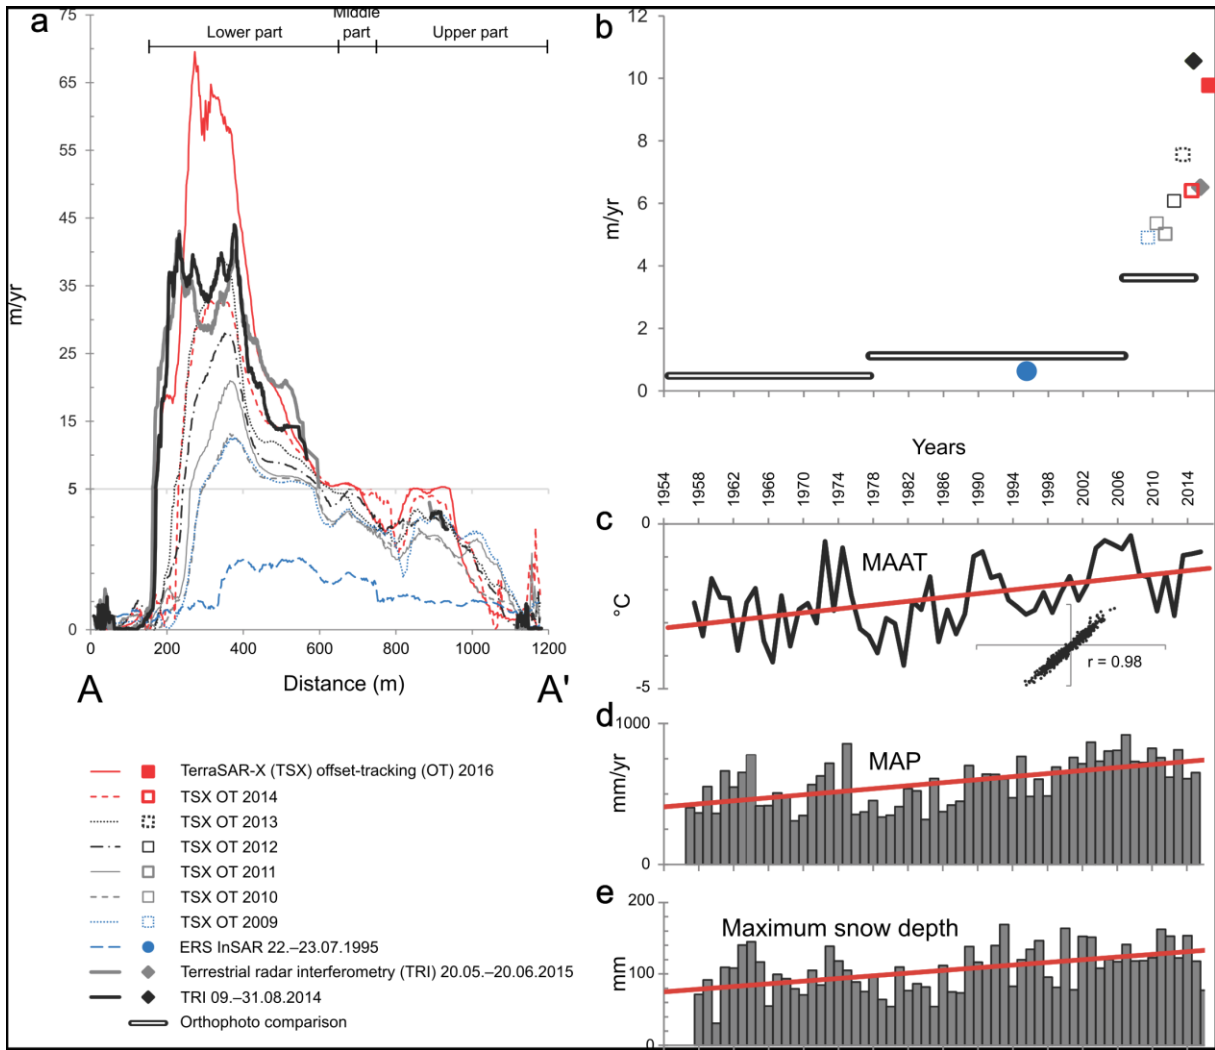 a
75
65
55
45
35
25
15
5
0
m/yr
Lower part
Middle
part
Upper part
0
200
400
600
800
1000
1200
A
Distance (m)
A'
TerraSAR-X (TSX) offset-tracking (OT) 2016
TSX OT 2014
TSX OT 2013
TSX OT 2012
TSX OT 2011
TSX OT 2010
TSX OT 2009
ERS InSAR 22.–23.07.1995
Terrestrial radar interferometry (TRI) 20.05.–20.06.2015
TRI 09.–31.08.2014
Orthophoto comparison
b
12
10
8
6
4
2
0
m/yr
Years
1954
1958
1962
1966
1970
1974
1978
1982
1986
1990
1994
1998
2002
2006
2010
2014
c
0
-5
°C
MAAT
r = 0.98
d
1000
0
mm/yr
MAP
e
200
100
0
mm
Maximum snow depth